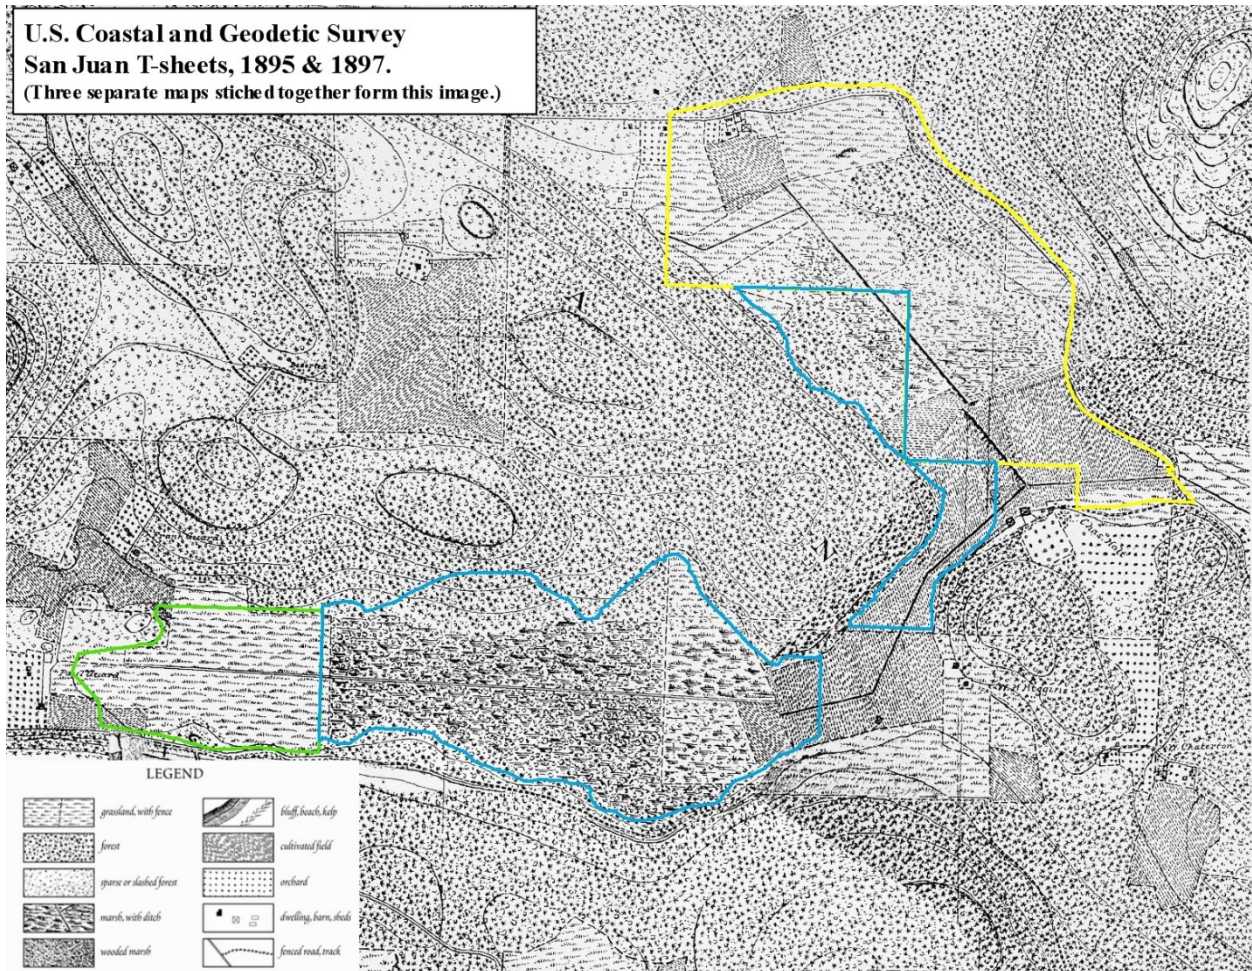 U.S. Coastal and Geodetic Survey
San Juan T-sheets, 1895 & 1897.
(Three separate maps stiched together form this image.)
Chaterton
LEGEND
grassland, with fence
forest
sparse or slashed forest
marsh, with ditch
wooded marsh
bluff, beach, kelp
cultivated field
orchard
dwelling, barn, sheds
fenced road, track